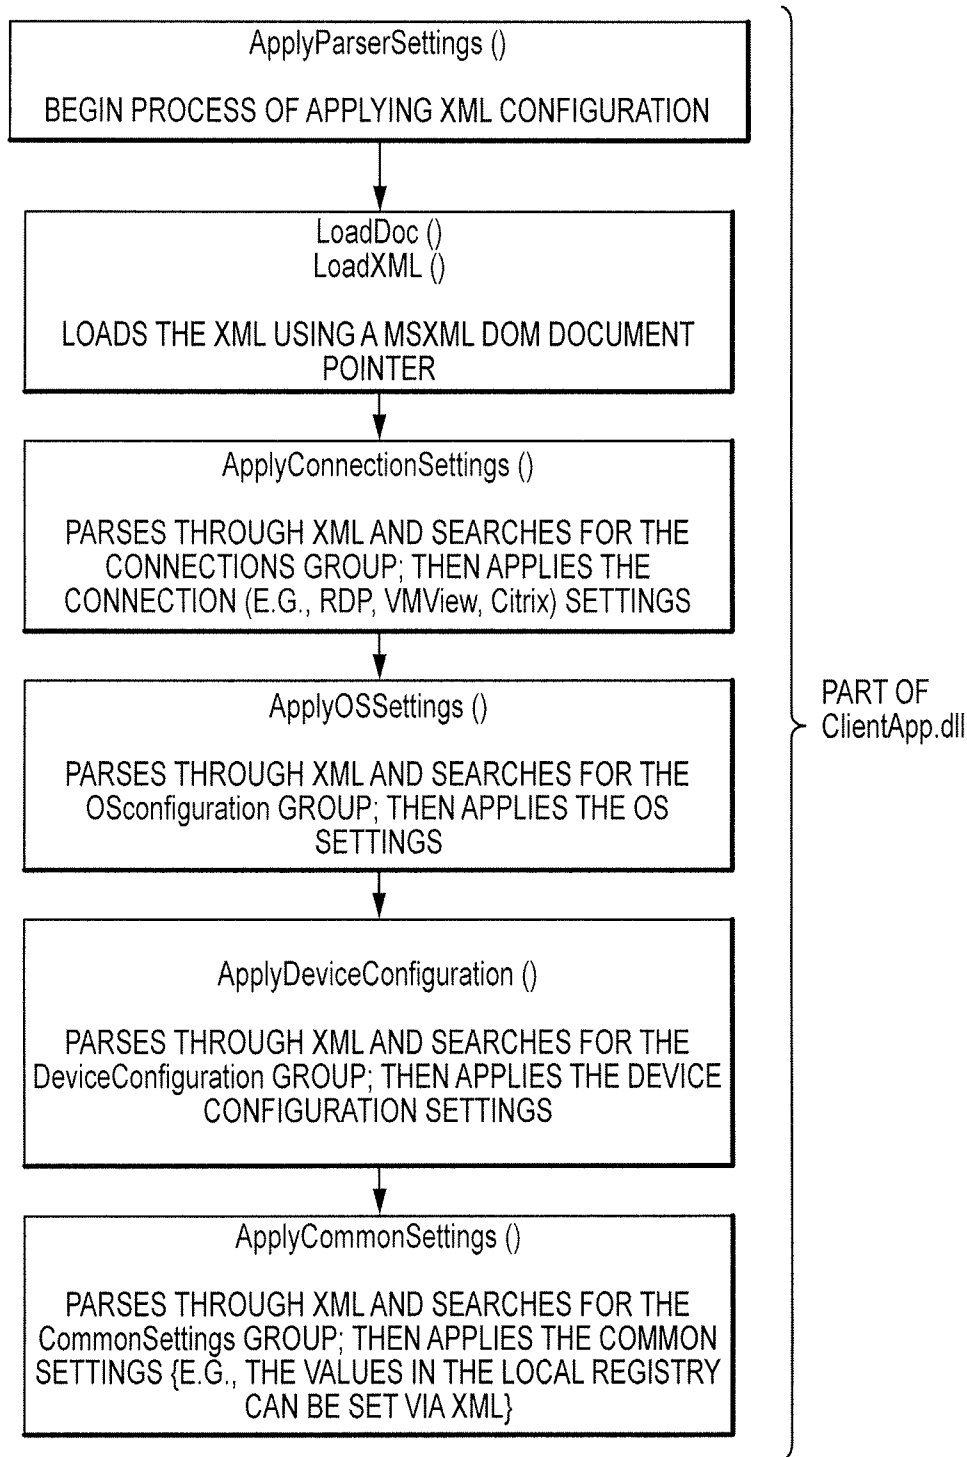 ApplyParserSettings ()
BEGIN PROCESS OF APPLYING XML CONFIGURATION
LoadDoc ()
LoadXML ()
LOADS THE XML USING A MSXML DOM DOCUMENT
POINTER
ApplyConnectionSettings ()
PARSES THROUGH XML AND SEARCHES FOR THE
CONNECTIONS GROUP; THEN APPLIES THE
CONNECTION (E.G., RDP, VMView, Citrix) SETTINGS
ApplyOSSettings ()
PARSES THROUGH XML AND SEARCHES FOR THE
OSconfiguration GROUP; THEN APPLIES THE OS
SETTINGS
PART OF
ClientApp.dll
ApplyDeviceConfiguration ()
PARSES THROUGH XML AND SEARCHES FOR THE
DeviceConfiguration GROUP; THEN APPLIES THE DEVICE
CONFIGURATION SETTINGS
ApplyCommonSettings ()
PARSES THROUGH XML AND SEARCHES FOR THE
CommonSettings GROUP; THEN APPLIES THE COMMON
SETTINGS {E.G., THE VALUES IN THE LOCAL REGISTRY
CAN BE SET VIA XML}